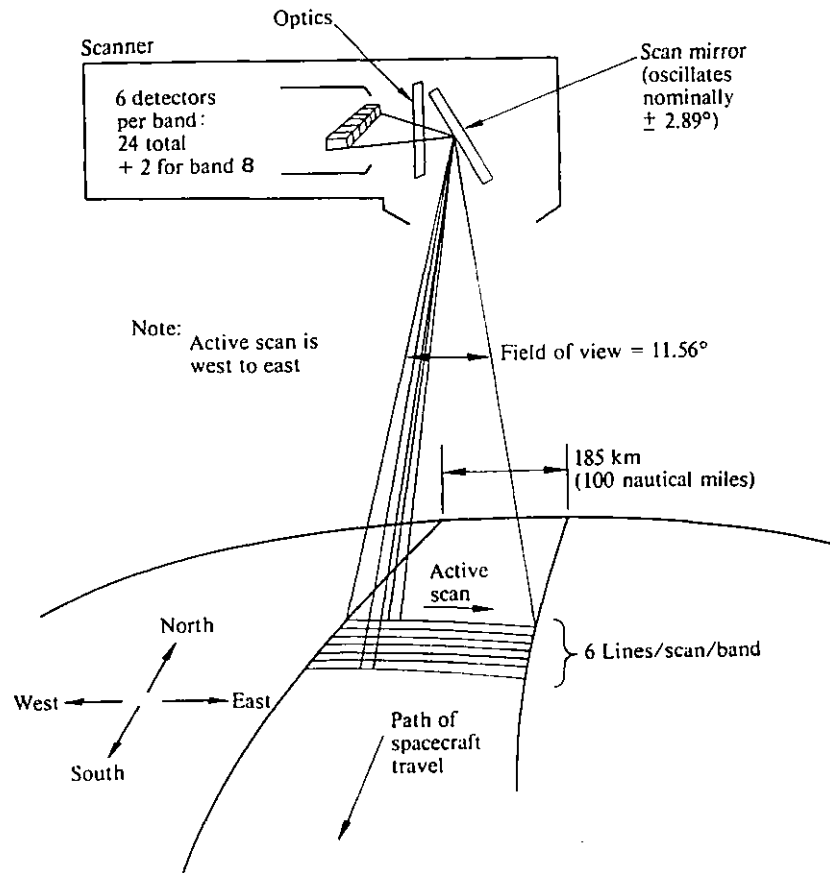 Optics
Scanner
Scan mirror
(oscillates
nominally
± 2.89°)
6 detectors
per band:
24 total
+ 2 for band 8
Note:
Active scan is
west to east
Field of view = 11.56°
185 km
(100 nautical miles)
Active
scan
North
6 Lines/scan/band
West
East
Path of
spacecraft
travel
South